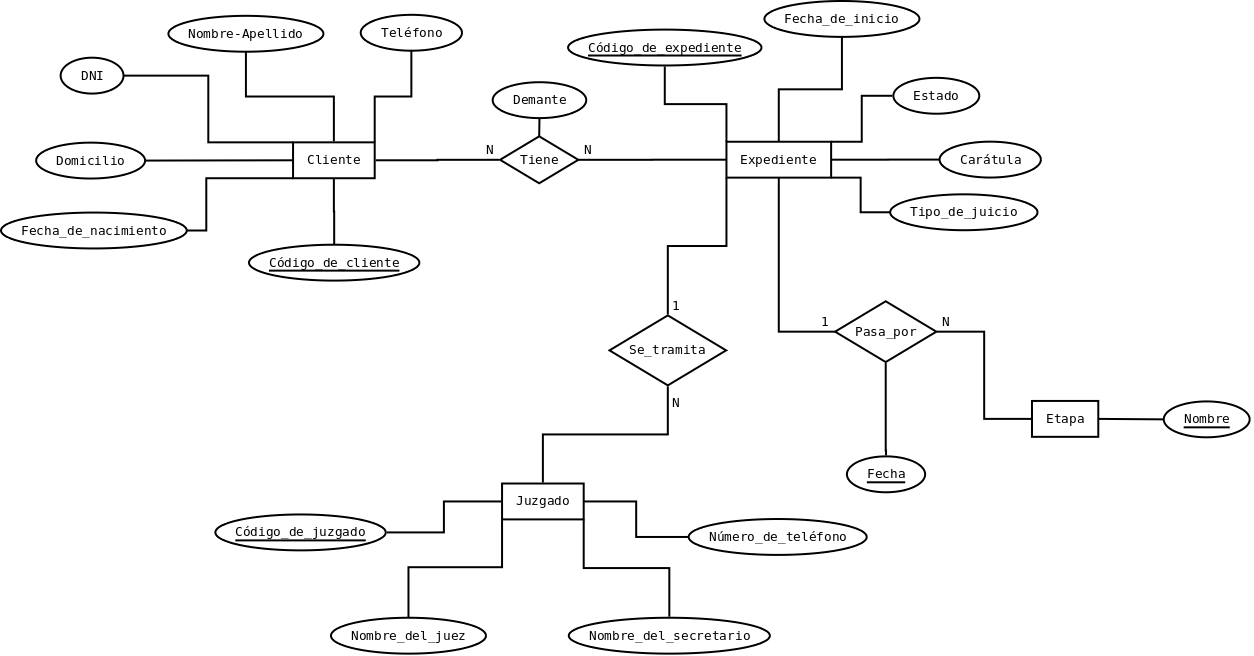 Fecha_de_inicio
Nombre-Apellido
Teléfono
Código_de_expediente
DNI
Demante
Estado
N
N
Domicilio
Cliente
Tiene
Expediente
Carátula
Fecha_de_nacimiento
Tipo_de_juicio
Código_de_cliente
1
1
N
Pasa_por
Se_tramita
N
Etapa
Nombre
Fecha
Juzgado
Código_de_juzgado
Número_de_teléfono
Nombre_del_juez
Nombre_del_secretario